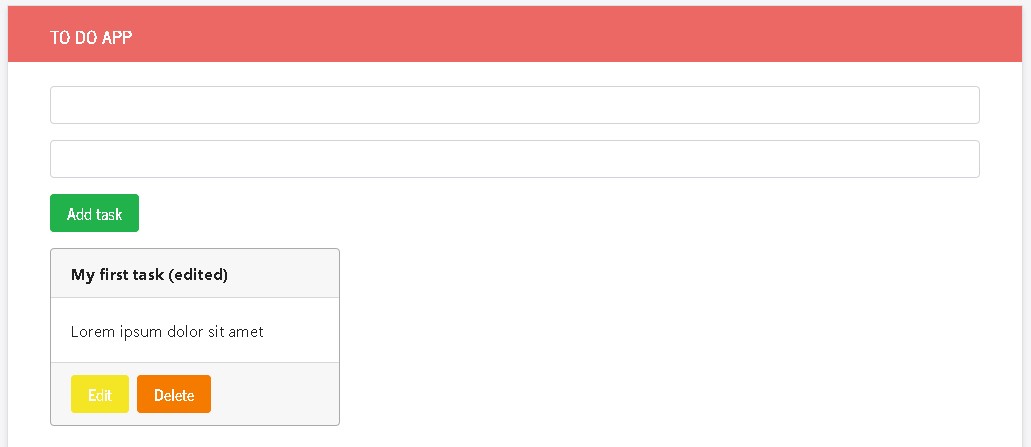 TO DO APP
Add task
My first task (edited)
Lorem ipsum dolor sit amet
Edit Delete